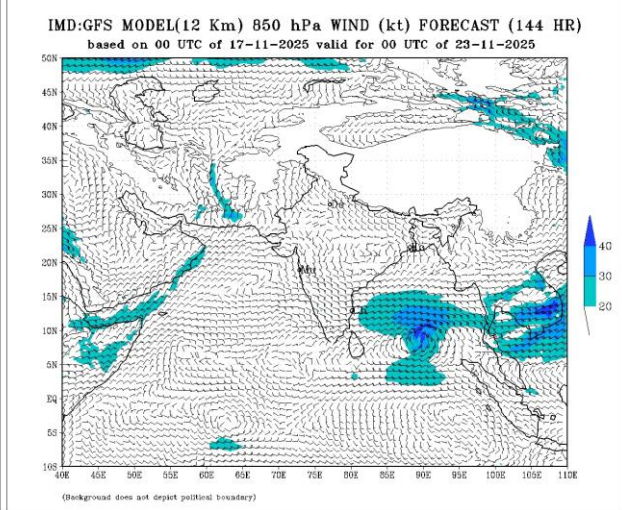 IMD:GFS MODEL(12 Km) 850 hPa WIND (kt) FORECAST (144 HR)
based on 00 UTC of 17-11-2025 valid for 00 UTC of 23-11-2025
50N
45N
40N
35N
30N
25N
20N
15N
10N
5N
EQ
5S
10S
40E 45E 50E 55E 60E 65E 70E 75E 80E 85E 90E 95E 100E 105E 110E
40
30
20
(Background does not depict political boundary)